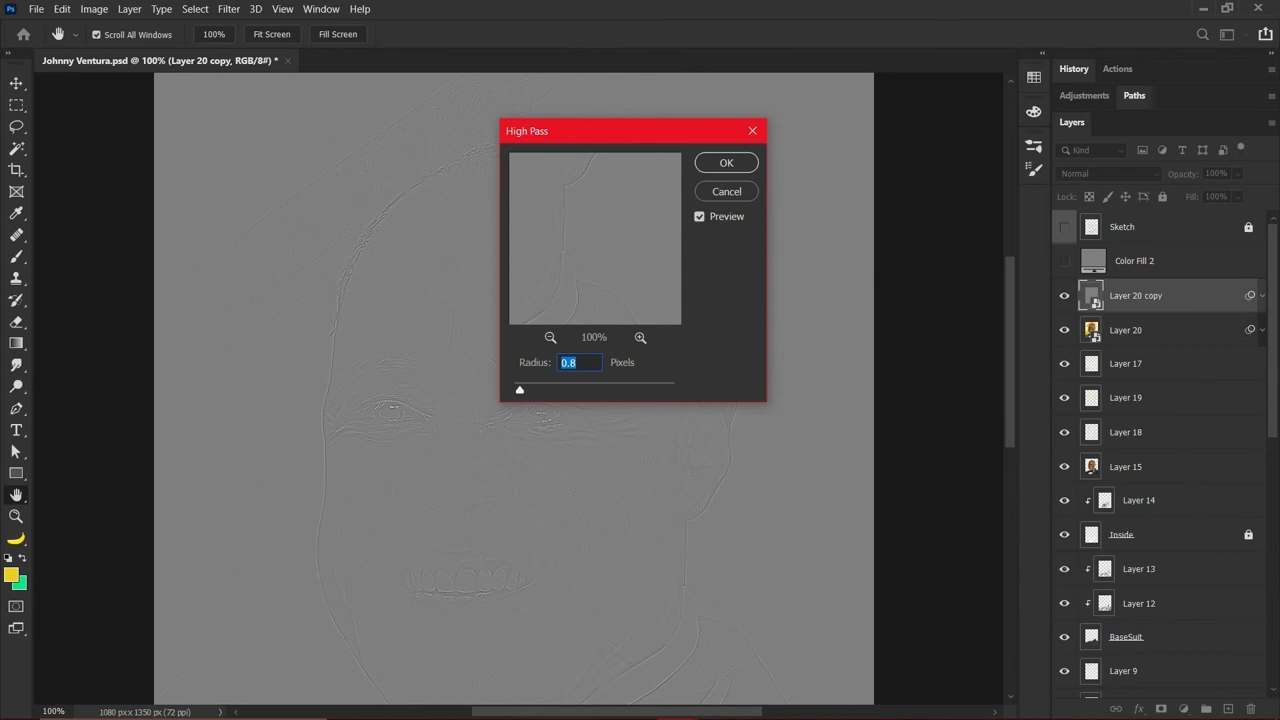 Ps File Edit Image Layer Type Select Filter 3D View Window Help
Scroll All Windows 100% Fit Screen Fill Screen
Johnny Ventura.psd @ 100% (Layer 20 copy, RGB/8#) *
High Pass
OK
Cancel
Preview
100%
Radius: 0.8 Pixels
History Actions
Adjustments Paths
Layers
Kind
Normal Opacity: 100%
Lock: Fill: 100%
Sketch
Color Fill 2
Layer 20 copy
Layer 20
Layer 17
Layer 19
Layer 18
Layer 15
Layer 14
Inside
Layer 13
Layer 12
BaseSuit
Layer 9
100% 1080 px x 1350 px (72 ppi)